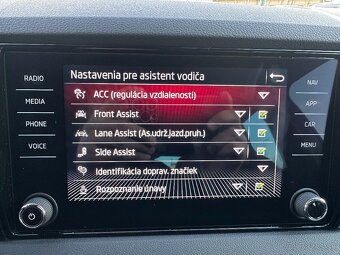 Nastavenia pre asistent vodiča
RADIO
MEDIA
PHONE
VOICE
ACC (regulácia vzdialenosti)
Front Assist
Lane Assist (As.udrž.jazd.pruh.)
Side Assist
Identifikácia doprav. značiek
Rozpoznanie únavy
NAV
APP
CAR
MENU